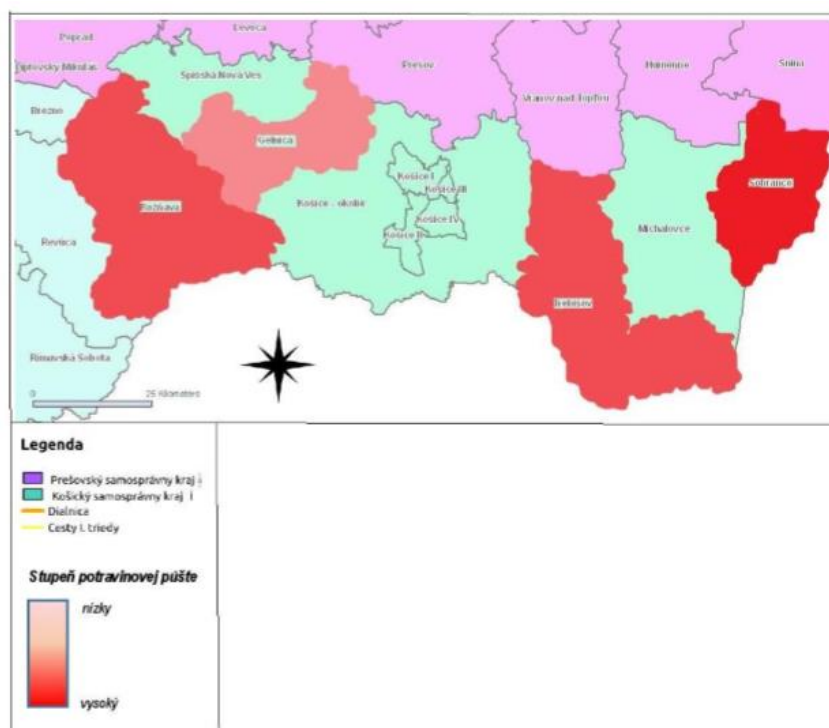 Poprad
Levoča
Liptovský Mikuláš
Spišská Nová Ves
Prešov
Vranov nad Topľou
Humenné
Snina
Brezno
Gelnica
Sobrance
Košice I
Košice III
Rožňava
Košice - okolie
Košice IV
Košice II
Michalovce
Revúca
Trebišov
Rimavská Sobota
0
25 Kilometers
Legenda
Prešovský samosprávny kraj
Košický samosprávny kraj
Dialnica
Cesty I. triedy
Stupeň potravinovej púšte
nízky
vysoký